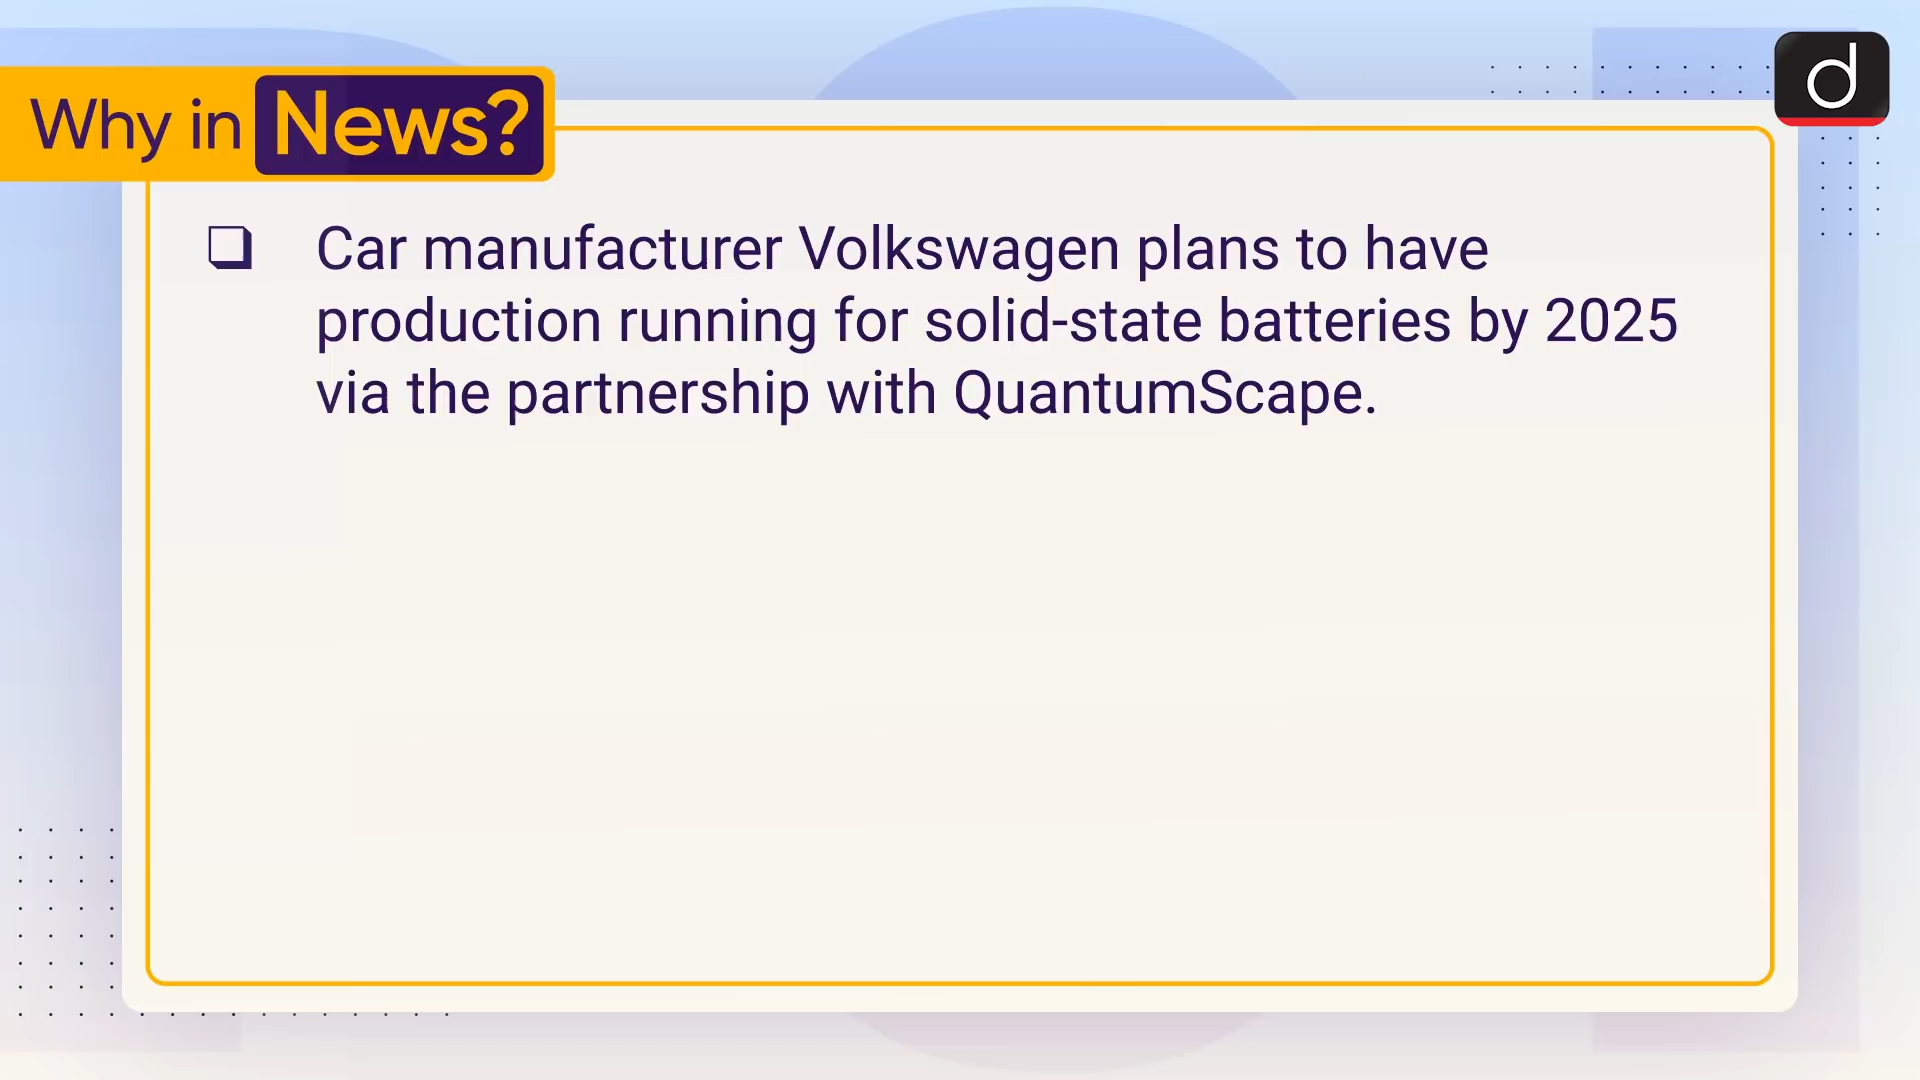 Why in News?
d
❑ Car manufacturer Volkswagen plans to have
production running for solid-state batteries by 2025
via the partnership with QuantumScape.